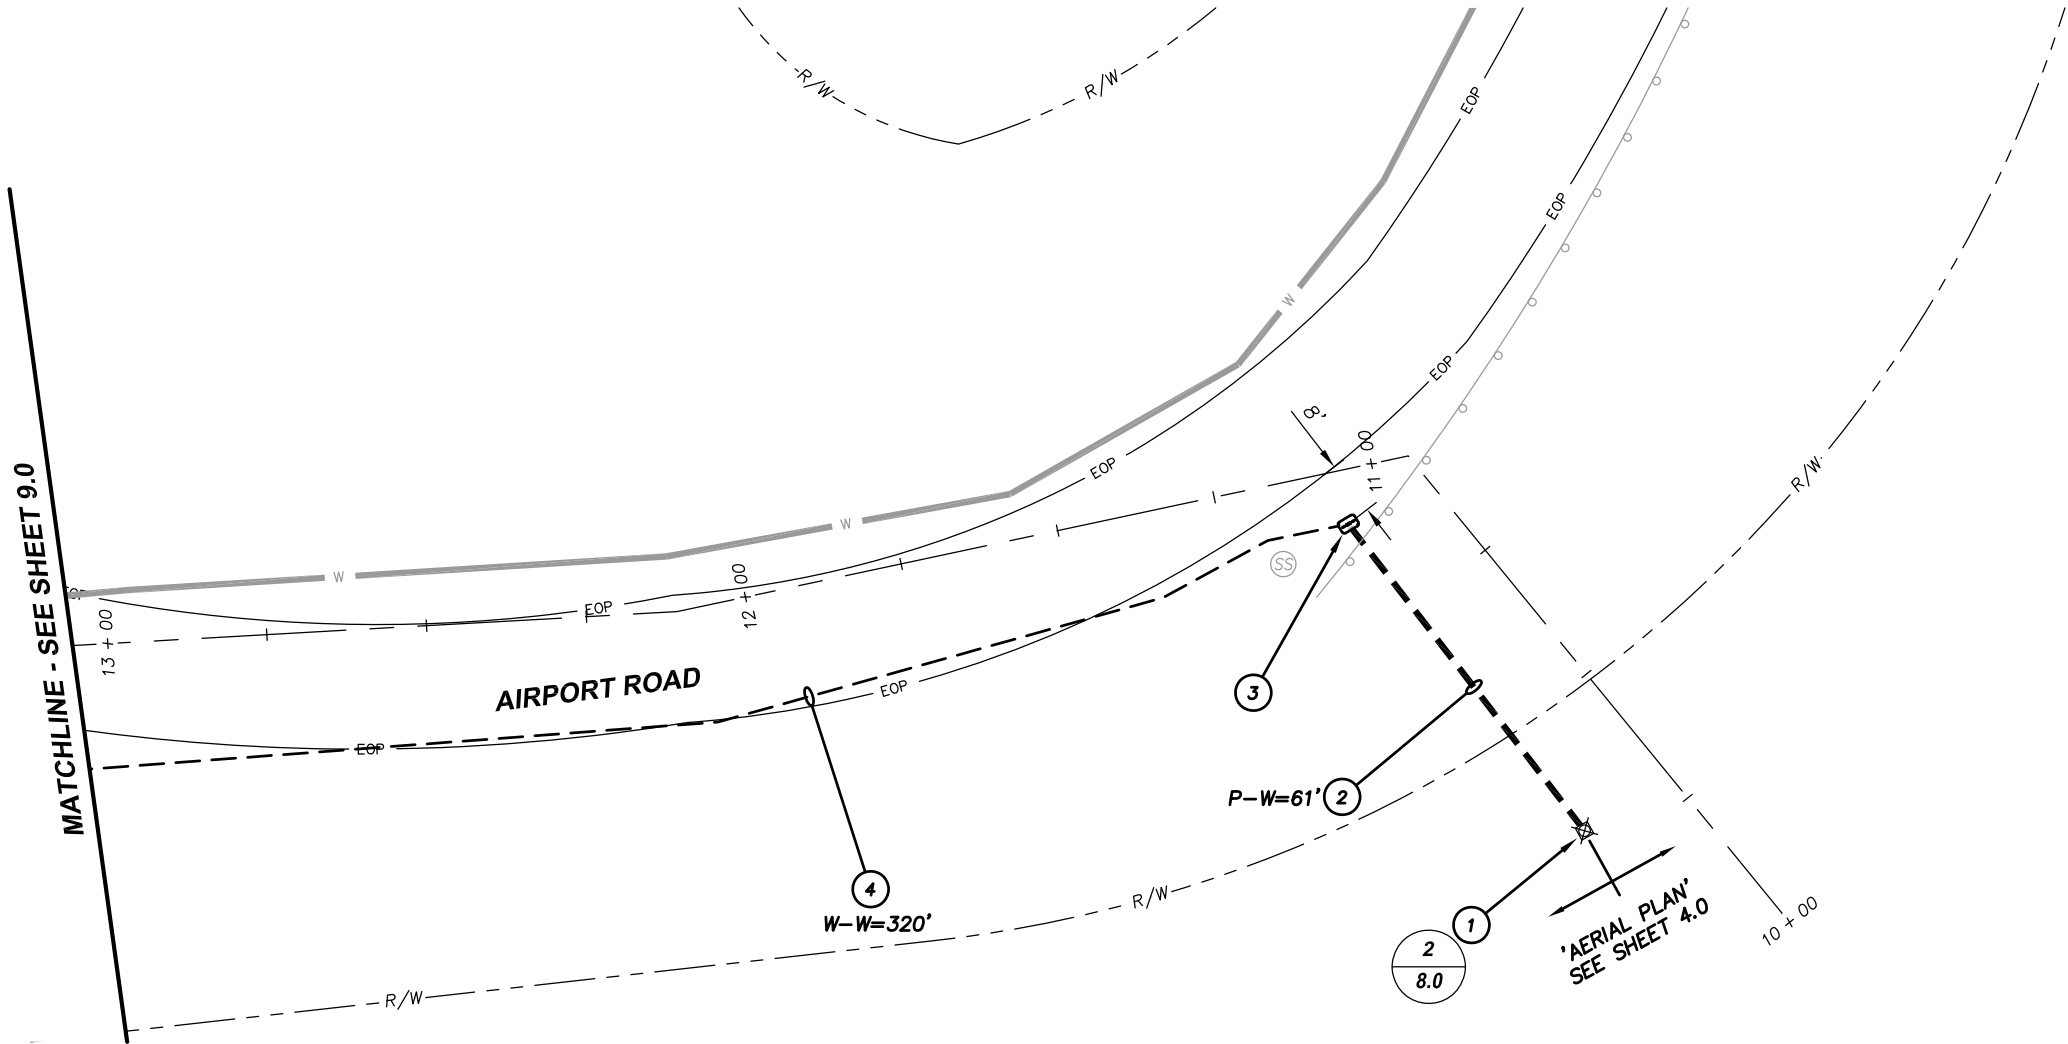 R/W
R/W
EOP
EOP
W
EOP
8'
11 + 00
EOP
R/W
W
SS
MATCHLINE - SEE SHEET 9.0
W
12 + 00
EOP
13 + 00
AIRPORT ROAD
EOP
3
EOP
P-W=61'
2
4
W-W=320'
R/W
1
2
8.0
'AERIAL PLAN'
SEE SHEET 4.0
10 + 00
R/W